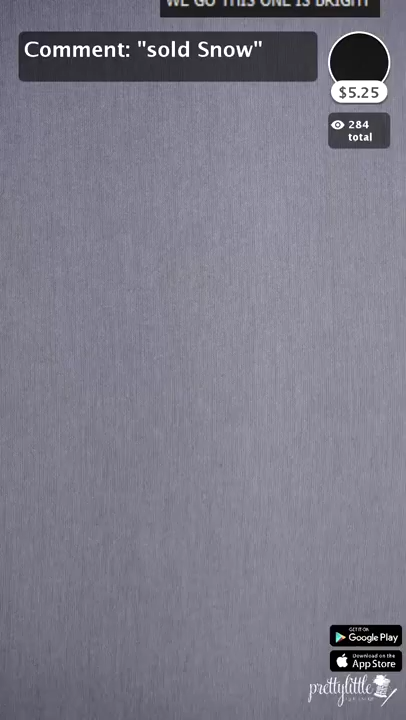 WE GO THIS ONE IS BRIGHT
Comment: "sold Snow"
$5.25
284
total
GET IT ON
Google Play
Download on the
App Store
prettylittle